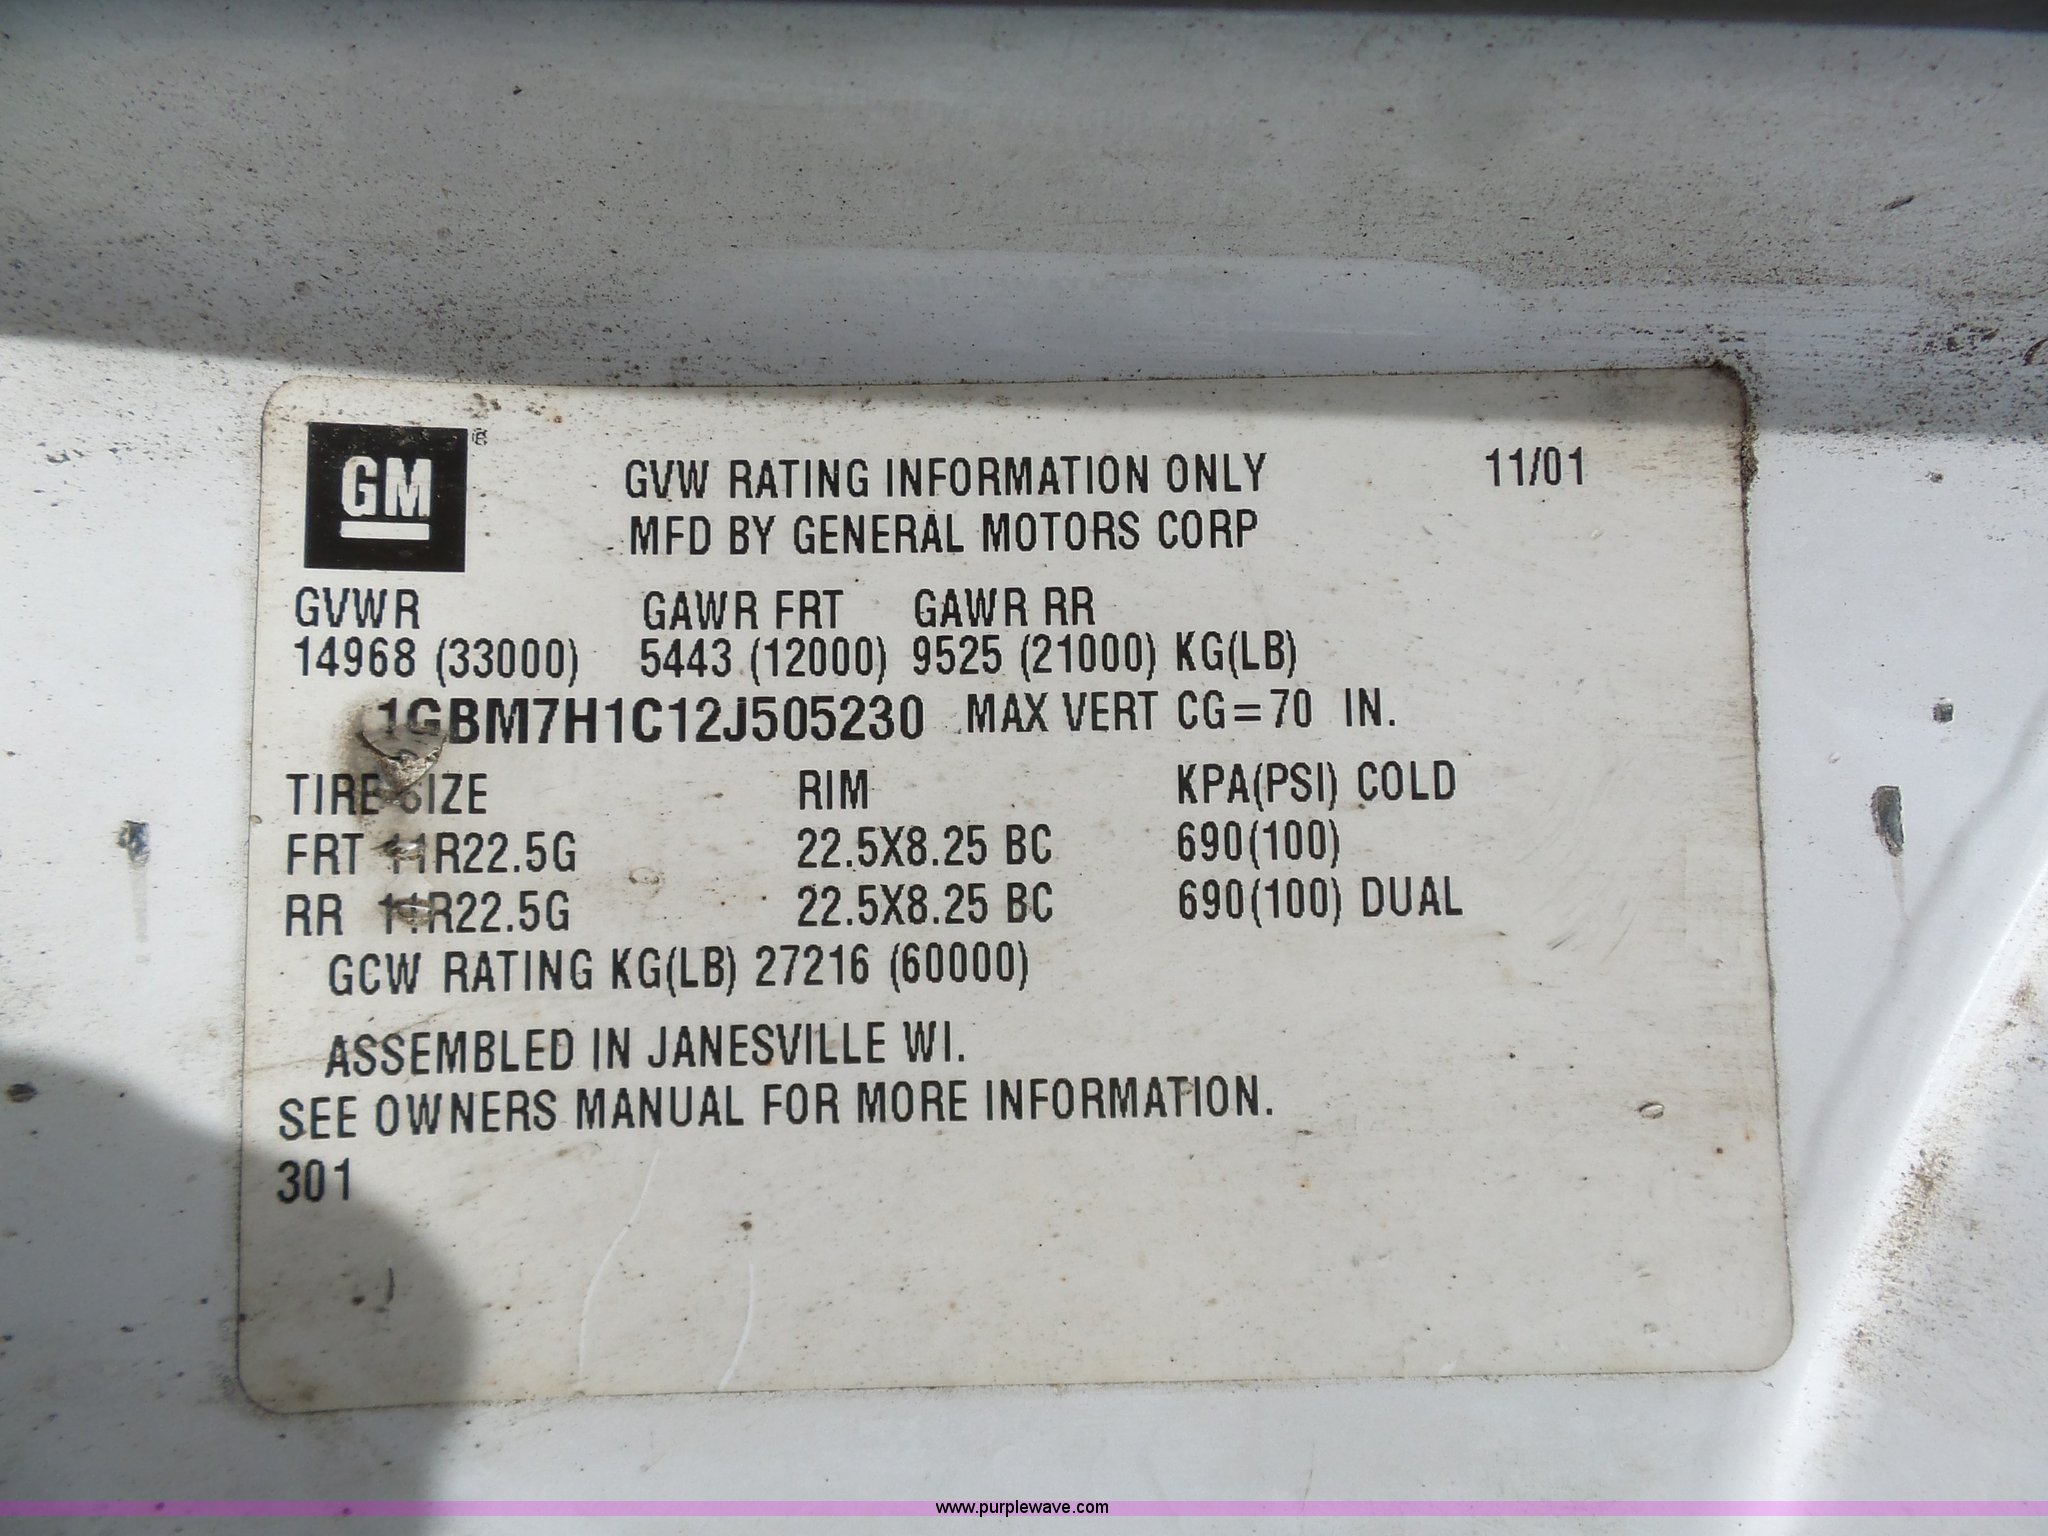 GM ®
GVW RATING INFORMATION ONLY 11/01
MFD BY GENERAL MOTORS CORP
GVWR GAWR FRT GAWR RR
14968 (33000) 5443 (12000) 9525 (21000) KG(LB)
1GBM7H1C12J505230 MAX VERT CG=70 IN.
TIRE SIZE RIM KPA(PSI) COLD
FRT 11R22.5G 22.5X8.25 BC 690(100)
RR 11R22.5G 22.5X8.25 BC 690(100) DUAL
GCW RATING KG(LB) 27216 (60000)
ASSEMBLED IN JANESVILLE WI.
SEE OWNERS MANUAL FOR MORE INFORMATION.
301
www.purplewave.com